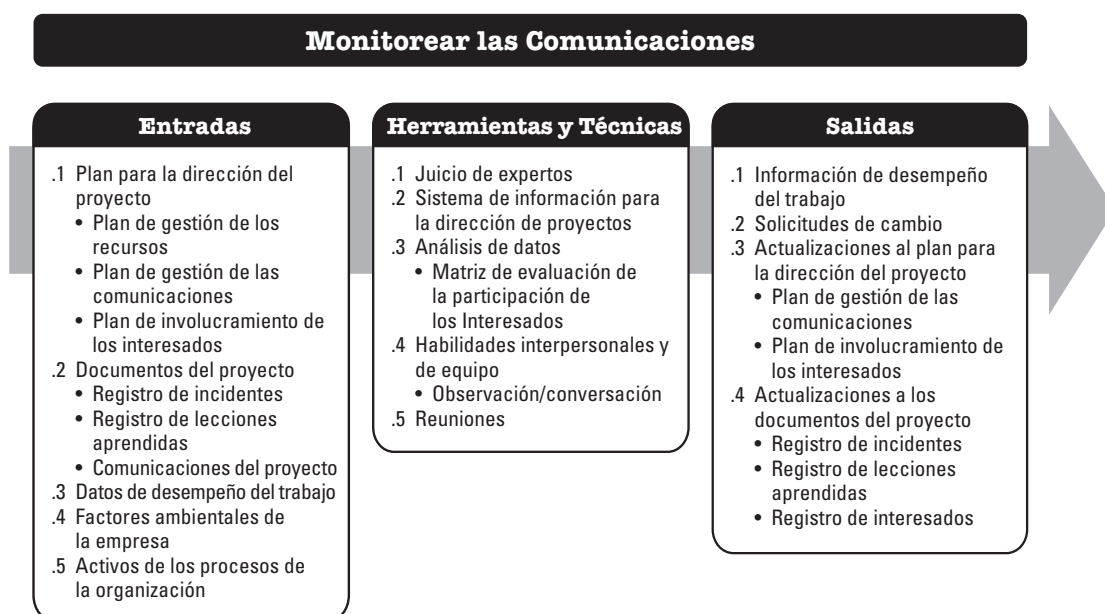 Monitorear las Comunicaciones
Entradas
.1 Plan para la dirección del
proyecto
• Plan de gestión de los
recursos
• Plan de gestión de las
comunicaciones
• Plan de involucramiento de
los interesados
.2 Documentos del proyecto
• Registro de incidentes
• Registro de lecciones
aprendidas
• Comunicaciones del proyecto
.3 Datos de desempeño del trabajo
.4 Factores ambientales de
la empresa
.5 Activos de los procesos de
la organización
Herramientas y Técnicas
.1 Juicio de expertos
.2 Sistema de información para
la dirección de proyectos
.3 Análisis de datos
• Matriz de evaluación de
la participación de
los Interesados
.4 Habilidades interpersonales y
de equipo
• Observación/conversación
.5 Reuniones
Salidas
.1 Información de desempeño
del trabajo
.2 Solicitudes de cambio
.3 Actualizaciones al plan para
la dirección del proyecto
• Plan de gestión de las
comunicaciones
• Plan de involucramiento de
los interesados
.4 Actualizaciones a los
documentos del proyecto
• Registro de incidentes
• Registro de lecciones
aprendidas
• Registro de interesados